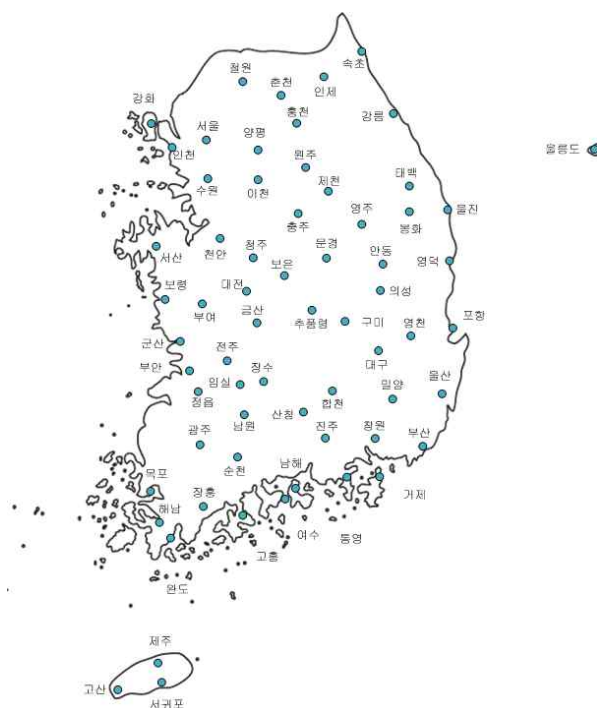 속초
철원
춘천
인제
강화
홍천
강릉
서울
양평
울릉도
인천
원주
태백
수원
이천
제천
충주
영주
봉화
울진
서산
천안
청주
문경
안동
영덕
보은
보령
대전
의성
부여
금산
추풍령
구미
영천
포항
군산
전주
대구
부안
임실
장수
밀양
울산
정읍
합천
산청
광주
남원
진주
창원
부산
순천
남해
목포
장흥
거제
해남
여수
통영
고흥
완도
제주
고산
서귀포